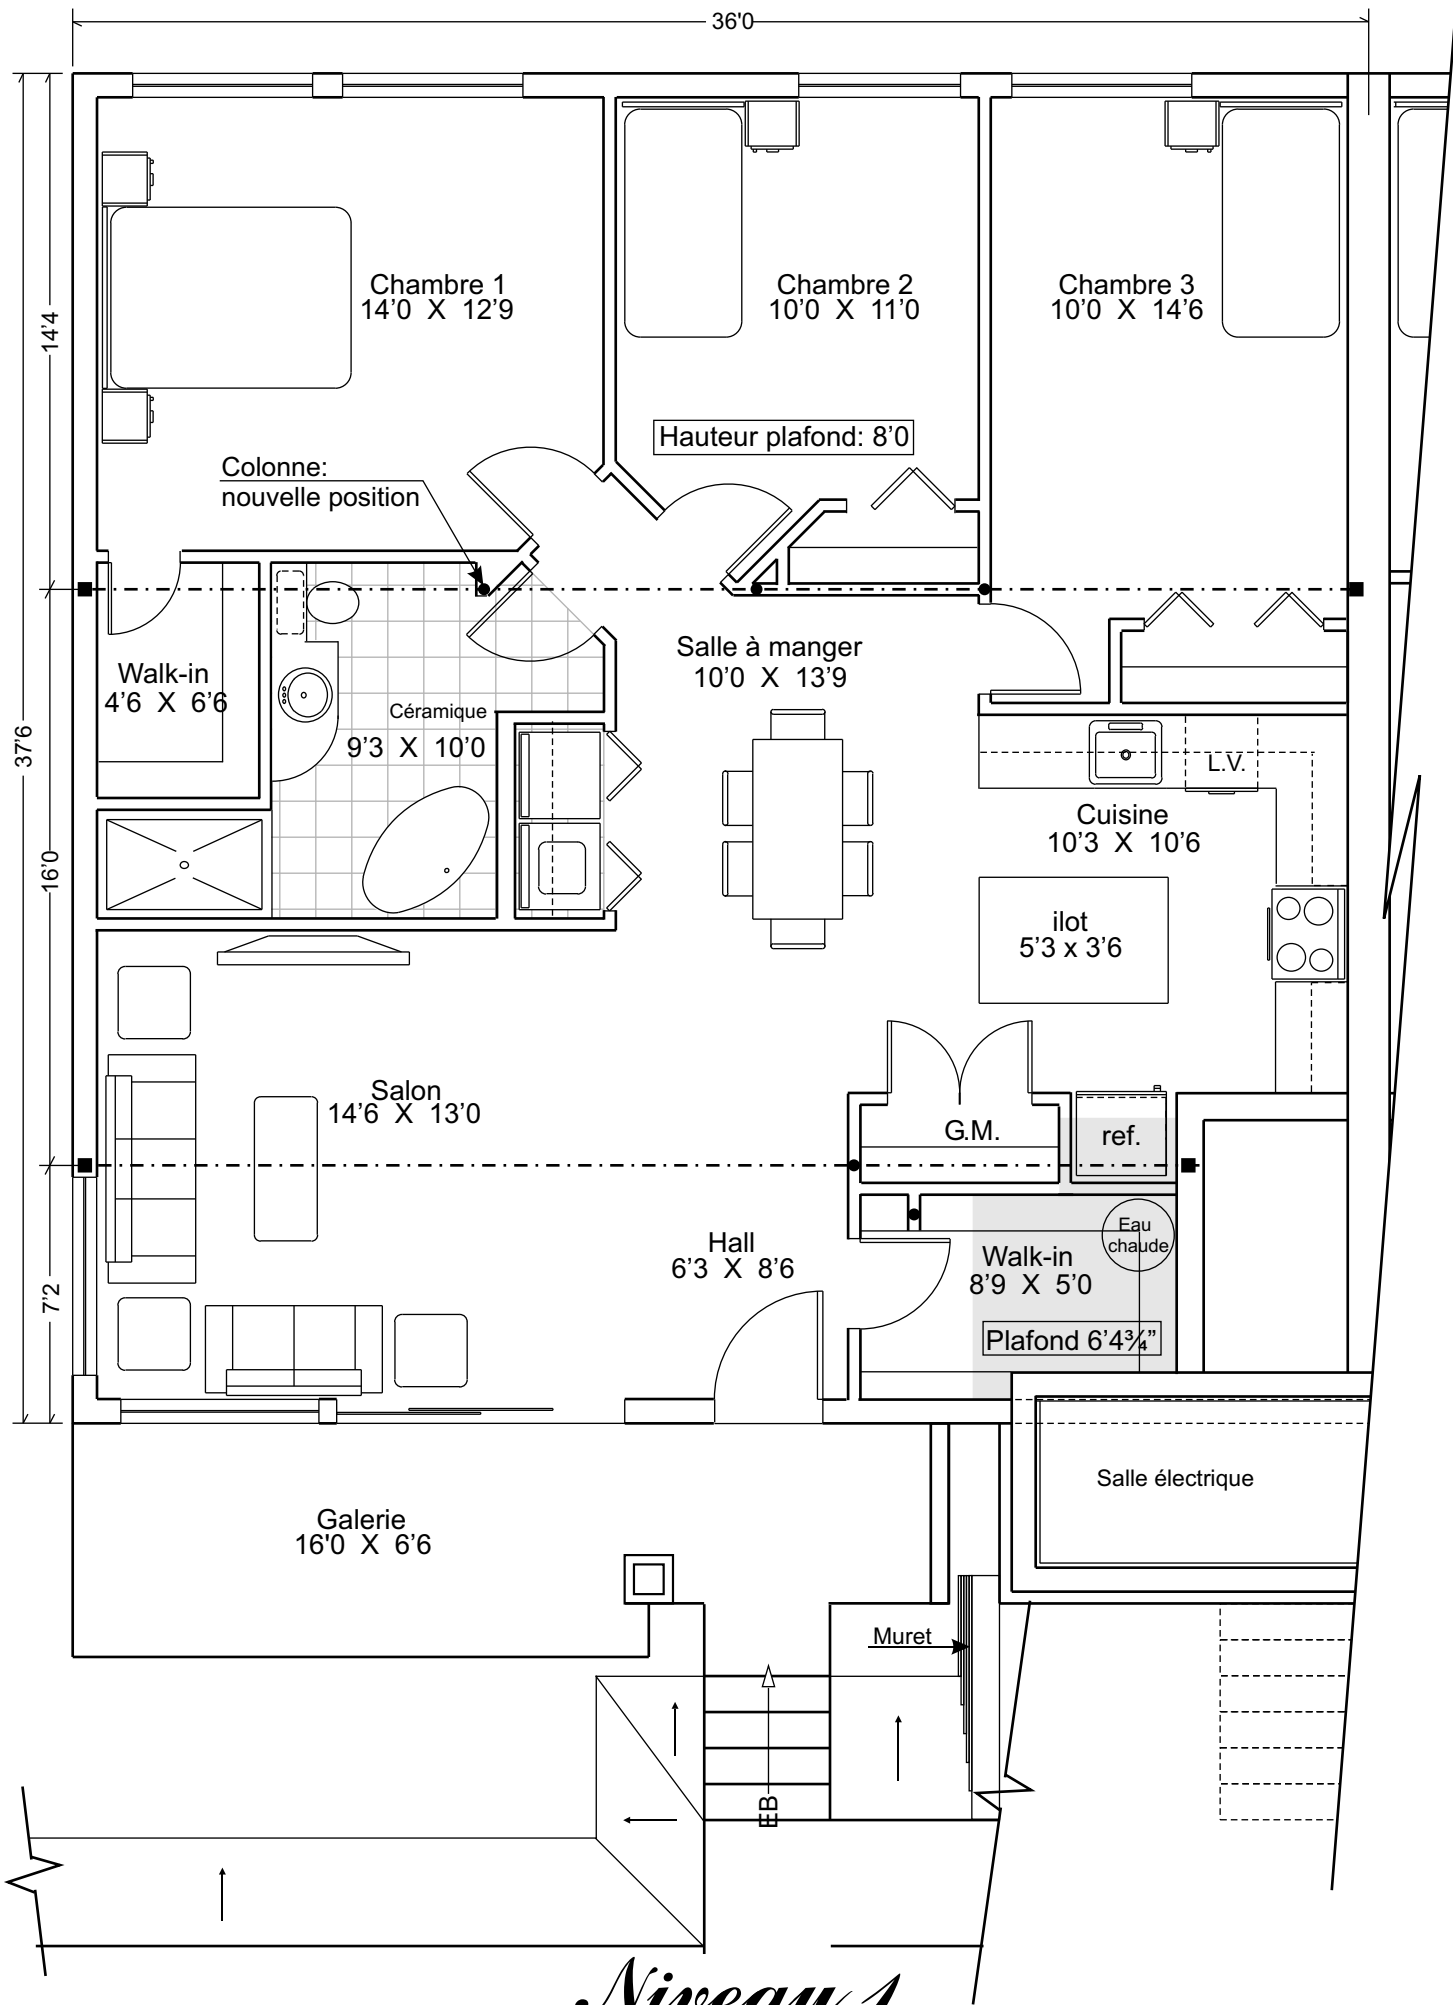 36'0
Chambre 1
14'0 X 12'9
Chambre 2
10'0 X 11'0
Chambre 3
10'0 X 14'6
14'4
Hauteur plafond: 8'0
Colonne:
nouvelle position
Walk-in
4'6 X 6'6
Céramique
9'3 X 10'0
Salle à manger
10'0 X 13'9
37'6
16'0
L.V.
Cuisine
10'3 X 10'6
ilot
5'3 x 3'6
Salon
14'6 X 13'0
G.M.
ref.
Hall
6'3 X 8'6
Eau
chaude
Walk-in
8'9 X 5'0
Plafond 6'4¾"
7'2
Salle électrique
Galerie
16'0 X 6'6
Muret
EB
Niveau 1